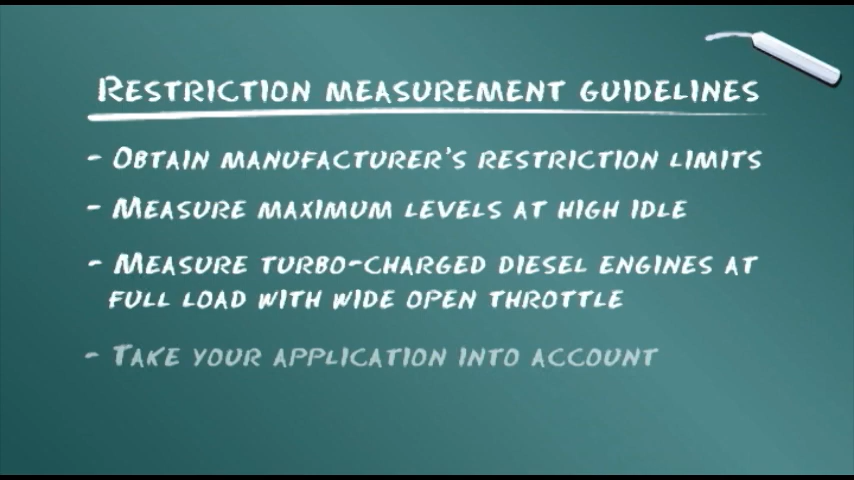 RESTRICTION MEASUREMENT GUIDELINES
- OBTAIN MANUFACTURER'S RESTRICTION LIMITS
- MEASURE MAXIMUM LEVELS AT HIGH IDLE
- MEASURE TURBO-CHARGED DIESEL ENGINES AT
FULL LOAD WITH WIDE OPEN THROTTLE
- TAKE YOUR APPLICATION INTO ACCOUNT